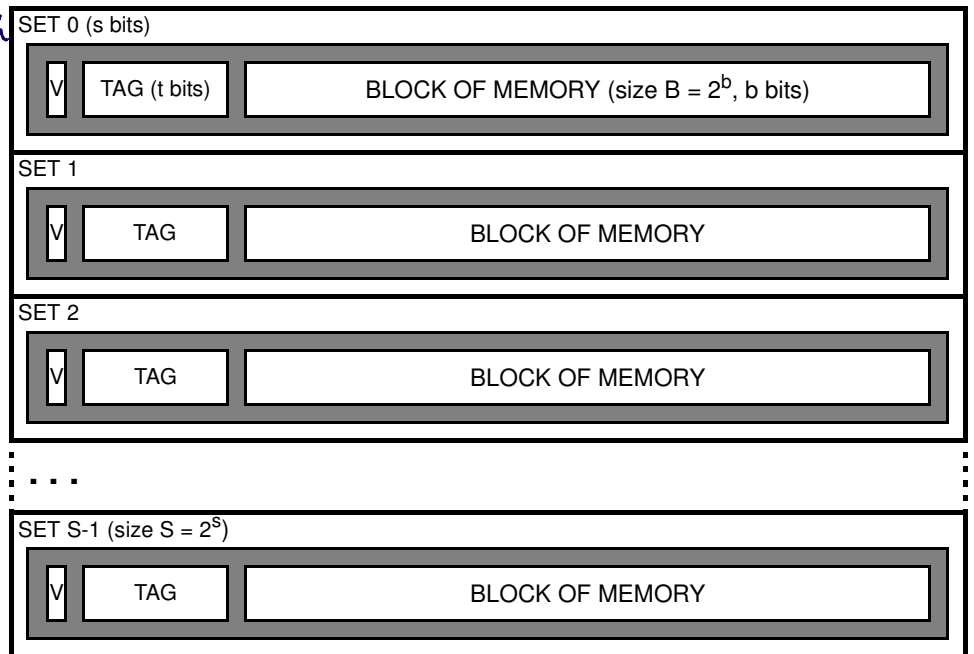 SET 0 (s bits)
V TAG (t bits) BLOCK OF MEMORY (size B = 2^b, b bits)
SET 1
V TAG BLOCK OF MEMORY
SET 2
V TAG BLOCK OF MEMORY
. . .
SET S-1 (size S = 2^s)
V TAG BLOCK OF MEMORY